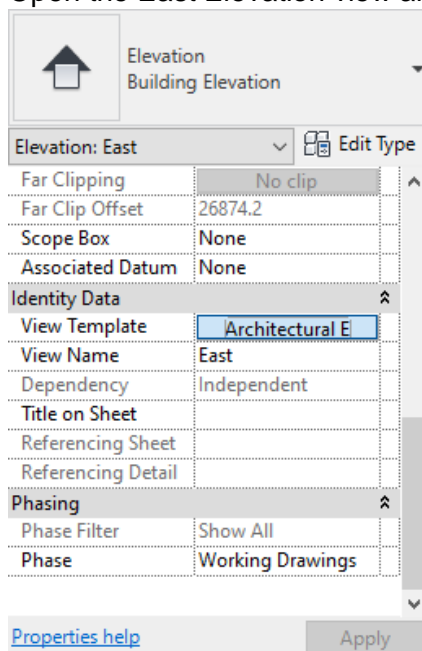 Open the East Elevation view a
Elevation
Building Elevation
Elevation: East Edit Type
Far Clipping No clip
Far Clip Offset 26874.2
Scope Box None
Associated Datum None
Identity Data
View Template Architectural E
View Name East
Dependency Independent
Title on Sheet
Referencing Sheet
Referencing Detail
Phasing
Phase Filter Show All
Phase Working Drawings
Properties help Apply